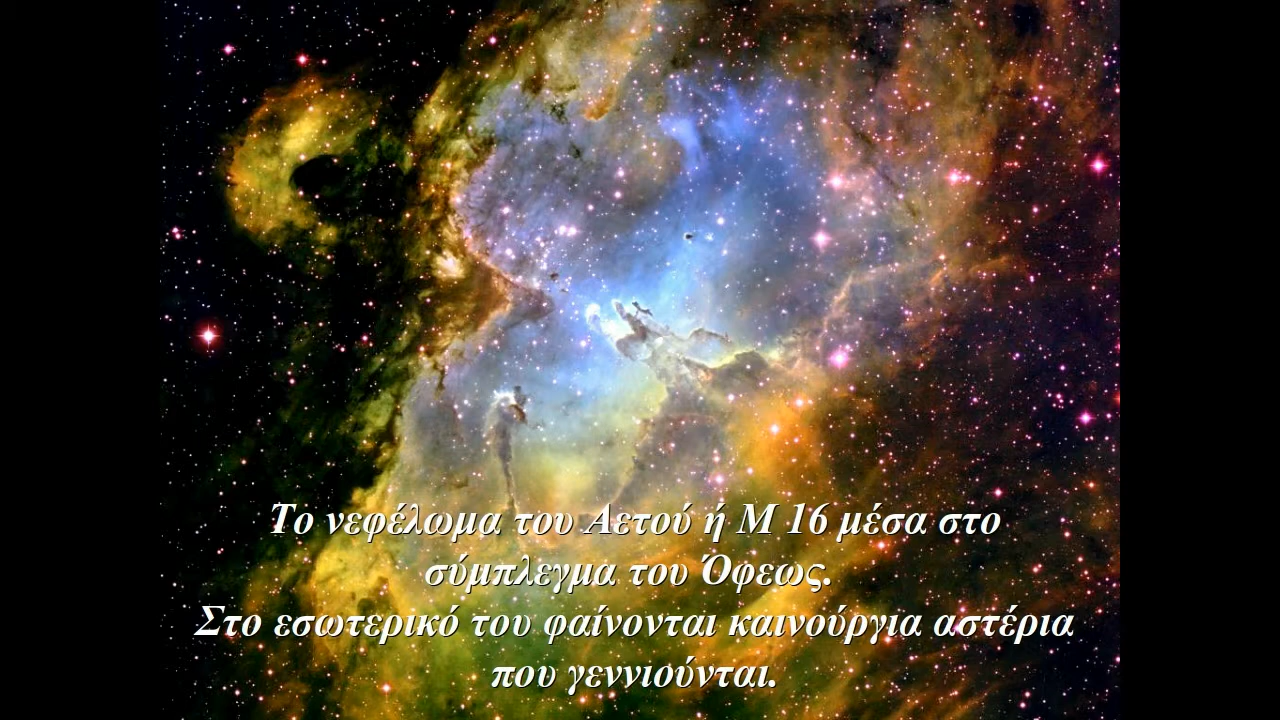 Το νεφέλωμα του Αετού ή Μ 16 μέσα στο
σύμπλεγμα του Όφεως.
Στο εσωτερικό του φαίνονται καινούργια αστέρια
που γεννιούνται.